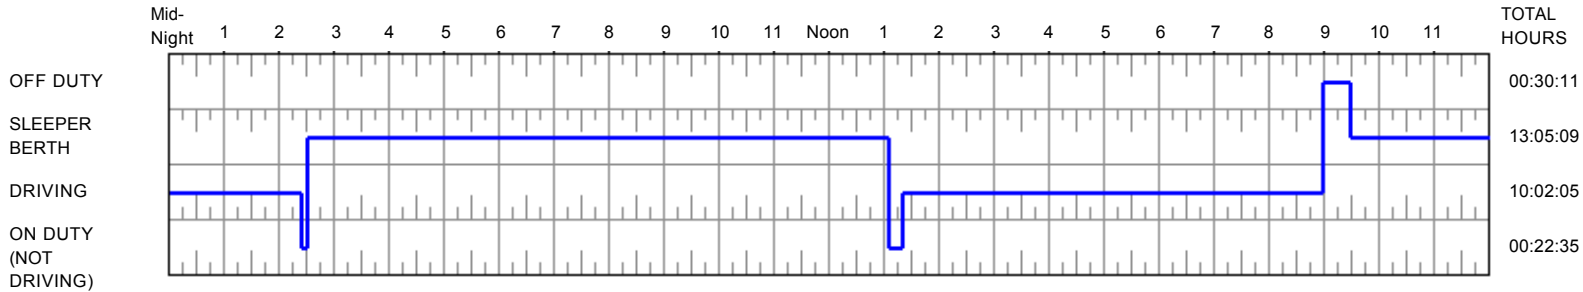 Mid-
Night 1 2 3 4 5 6 7 8 9 10 11 Noon 1 2 3 4 5 6 7 8 9 10 11
TOTAL
HOURS
OFF DUTY 00:30:11
SLEEPER
BERTH 13:05:09
DRIVING 10:02:05
ON DUTY
(NOT
DRIVING) 00:22:35